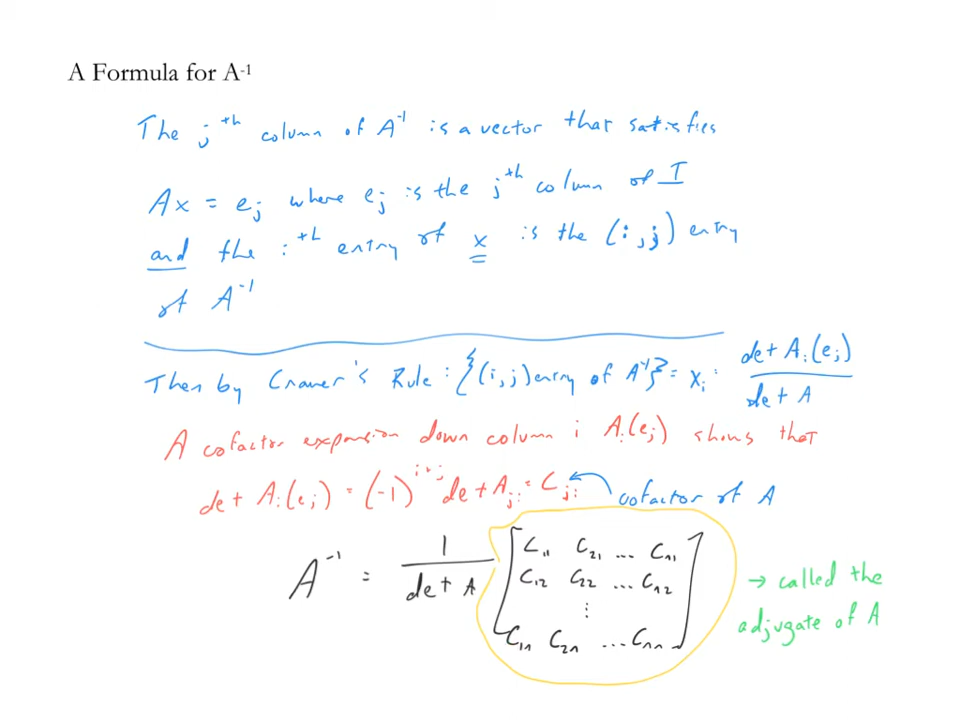 A Formula for A⁻¹
The jᵗʰ column of A⁻¹ is a vector that satisfies
Ax = eⱼ where eⱼ is the jᵗʰ column of I
and the iᵗʰ entry of x is the (i,j) entry
of A⁻¹
Then by Cramer's Rule: {(i,j) entry of A⁻¹} = xᵢ = det Aᵢ(eⱼ) / det A
A cofactor expansion down column i Aᵢ(eⱼ) shows that
det Aᵢ(eⱼ) = (-1)ⁱ⁺ʲ det Aⱼᵢ = Cⱼᵢ cofactor of A
A⁻¹ = 1 / det A [C₁₁ C₂₁ ... Cₙ₁
C₁₂ C₂₂ ... Cₙ₂
⋮
C₁ₙ C₂ₙ ... Cₙₙ]
→ called the
adjugate of A